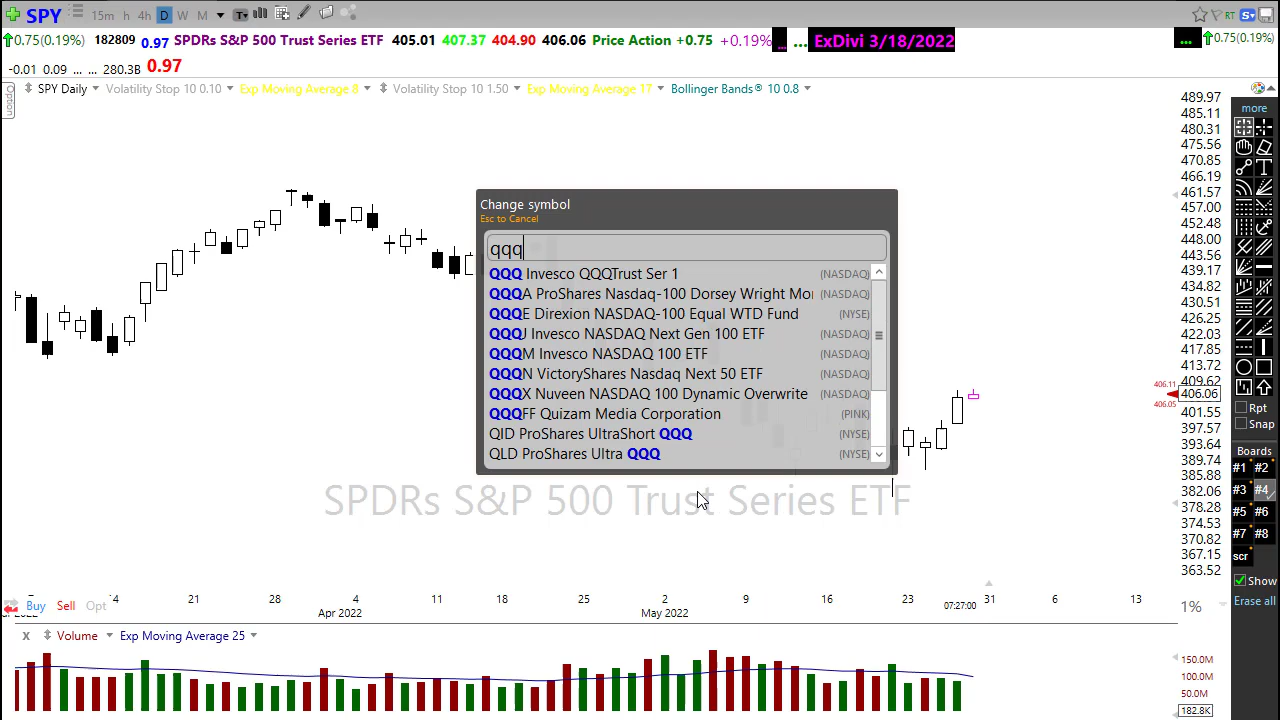 SPY 15m h 4h D W M T RT S
0.75(0.19%) 182809 0.97 SPDRs S&P 500 Trust Series ETF 405.01 407.37 404.90 406.06 Price Action +0.75 +0.19% ... ... ExDivi 3/18/2022 ... 0.75(0.19%)
-0.01 0.09 ... ... 280.3B 0.97
Option
SPY Daily Volatility Stop 10 0.10 Exp Moving Average 8 Volatility Stop 10 1.50 Exp Moving Average 17 Bollinger Bands® 10 0.8
489.97
485.11
480.31
475.56
470.85
466.19
461.57
457.00
452.48
448.00
443.56
439.17
434.82
430.51
426.25
422.03
417.85
413.72
409.62
406.11
406.06
406.05
401.55
397.57
393.64
389.74
385.88
382.06
378.28
374.53
370.82
367.15
363.52
more
T
Rpt
Snap
Boards
#1 #2
#3 #4
#5 #6
#7 #8
scr
Show
Erase all
Change symbol
Esc to Cancel
qqq
QQQ Invesco QQQTrust Ser 1 (NASDAQ)
QQQA ProShares Nasdaq-100 Dorsey Wright Mor (NASDAQ)
QQQE Direxion NASDAQ-100 Equal WTD Fund (NYSE)
QQQJ Invesco NASDAQ Next Gen 100 ETF (NASDAQ)
QQQM Invesco NASDAQ 100 ETF (NASDAQ)
QQQN VictoryShares Nasdaq Next 50 ETF (NASDAQ)
QQQX Nuveen NASDAQ 100 Dynamic Overwrite (NASDAQ)
QQQFF Quizam Media Corporation (PINK)
QID ProShares UltraShort QQQ (NYSE)
QLD ProShares Ultra QQQ (NYSE)
SPDRs S&P 500 Trust Series ETF
14 21 28 4 11 18 25 2 9 16 23 07:27:00 31 6 13
Buy Sell Opt 1%
Apr 2022 May 2022
x Volume Exp Moving Average 25
150.0M
100.0M
50.0M
182.8K